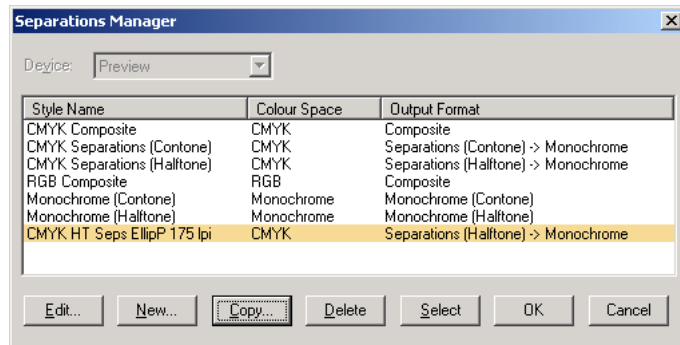 Separations Manager
Device: Preview
Style Name Colour Space Output Format
CMYK Composite CMYK Composite
CMYK Separations (Contone) CMYK Separations (Contone) -> Monochrome
CMYK Separations (Halftone) CMYK Separations (Halftone) -> Monochrome
RGB Composite RGB Composite
Monochrome (Contone) Monochrome Monochrome (Contone)
Monochrome (Halftone) Monochrome Monochrome (Halftone)
CMYK HT Seps EllipP 175 lpi CMYK Separations (Halftone) -> Monochrome
Edit... New... Copy... Delete Select OK Cancel